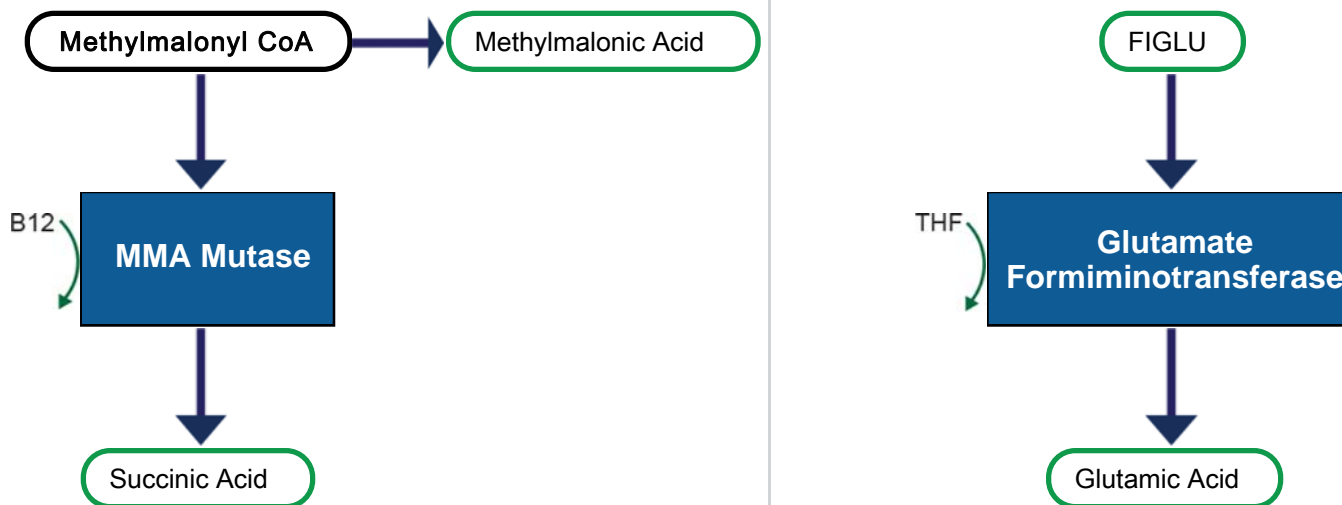 Methylmalonyl CoA
Methylmalonic Acid
B12
MMA Mutase
Succinic Acid
FIGLU
THF
Glutamate
Formiminotransferase
Glutamic Acid